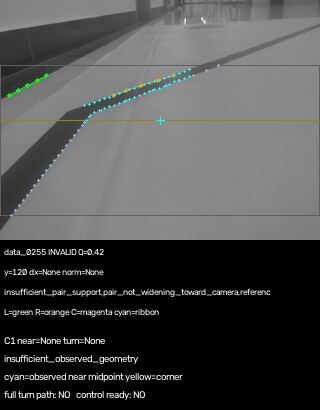 data_0255 INVALID Q=0.42
y=120 dx=None norm=None
insufficient_pair_support,pair_not_widening_toward_camera,referenc
L=green R=orange C=magenta cyan=ribbon
C1 near=None turn=None
insufficient_observed_geometry
cyan=observed near midpoint yellow=corner
full turn path: NO control ready: NO